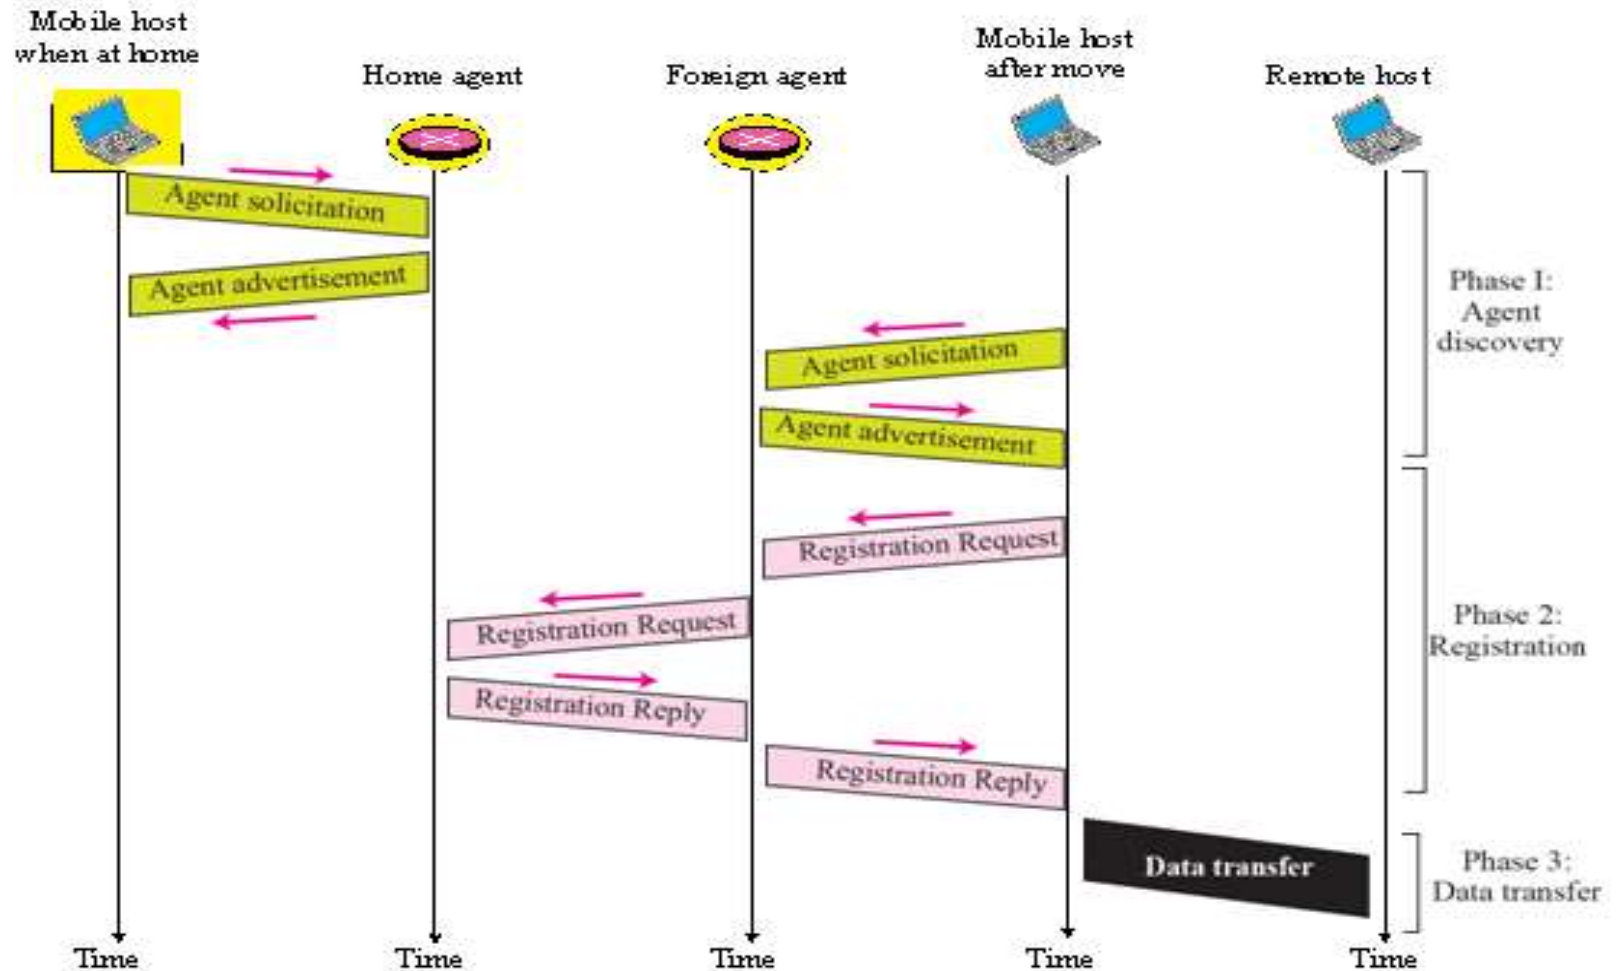 Mobile host
when at home
Home agent
Foreign agent
Mobile host
after move
Remote host
Agent solicitation
Agent advertisement
Agent solicitation
Agent advertisement
Phase I:
Agent
discovery
Registration Request
Registration Request
Registration Reply
Registration Reply
Phase 2:
Registration
Data transfer
Phase 3:
Data transfer
Time
Time
Time
Time
Time